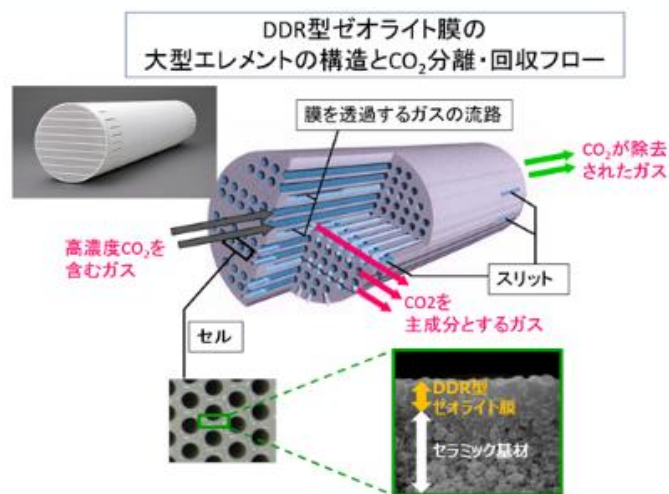 DDR型ゼオライト膜の
大型エレメントの構造とCO₂分離・回収フロー
膜を透過するガスの流路
CO₂が除去
されたガス
高濃度CO₂を
含むガス
スリット
CO2を
主成分とするガス
セル
DDR型
ゼオライト膜
セラミック基材